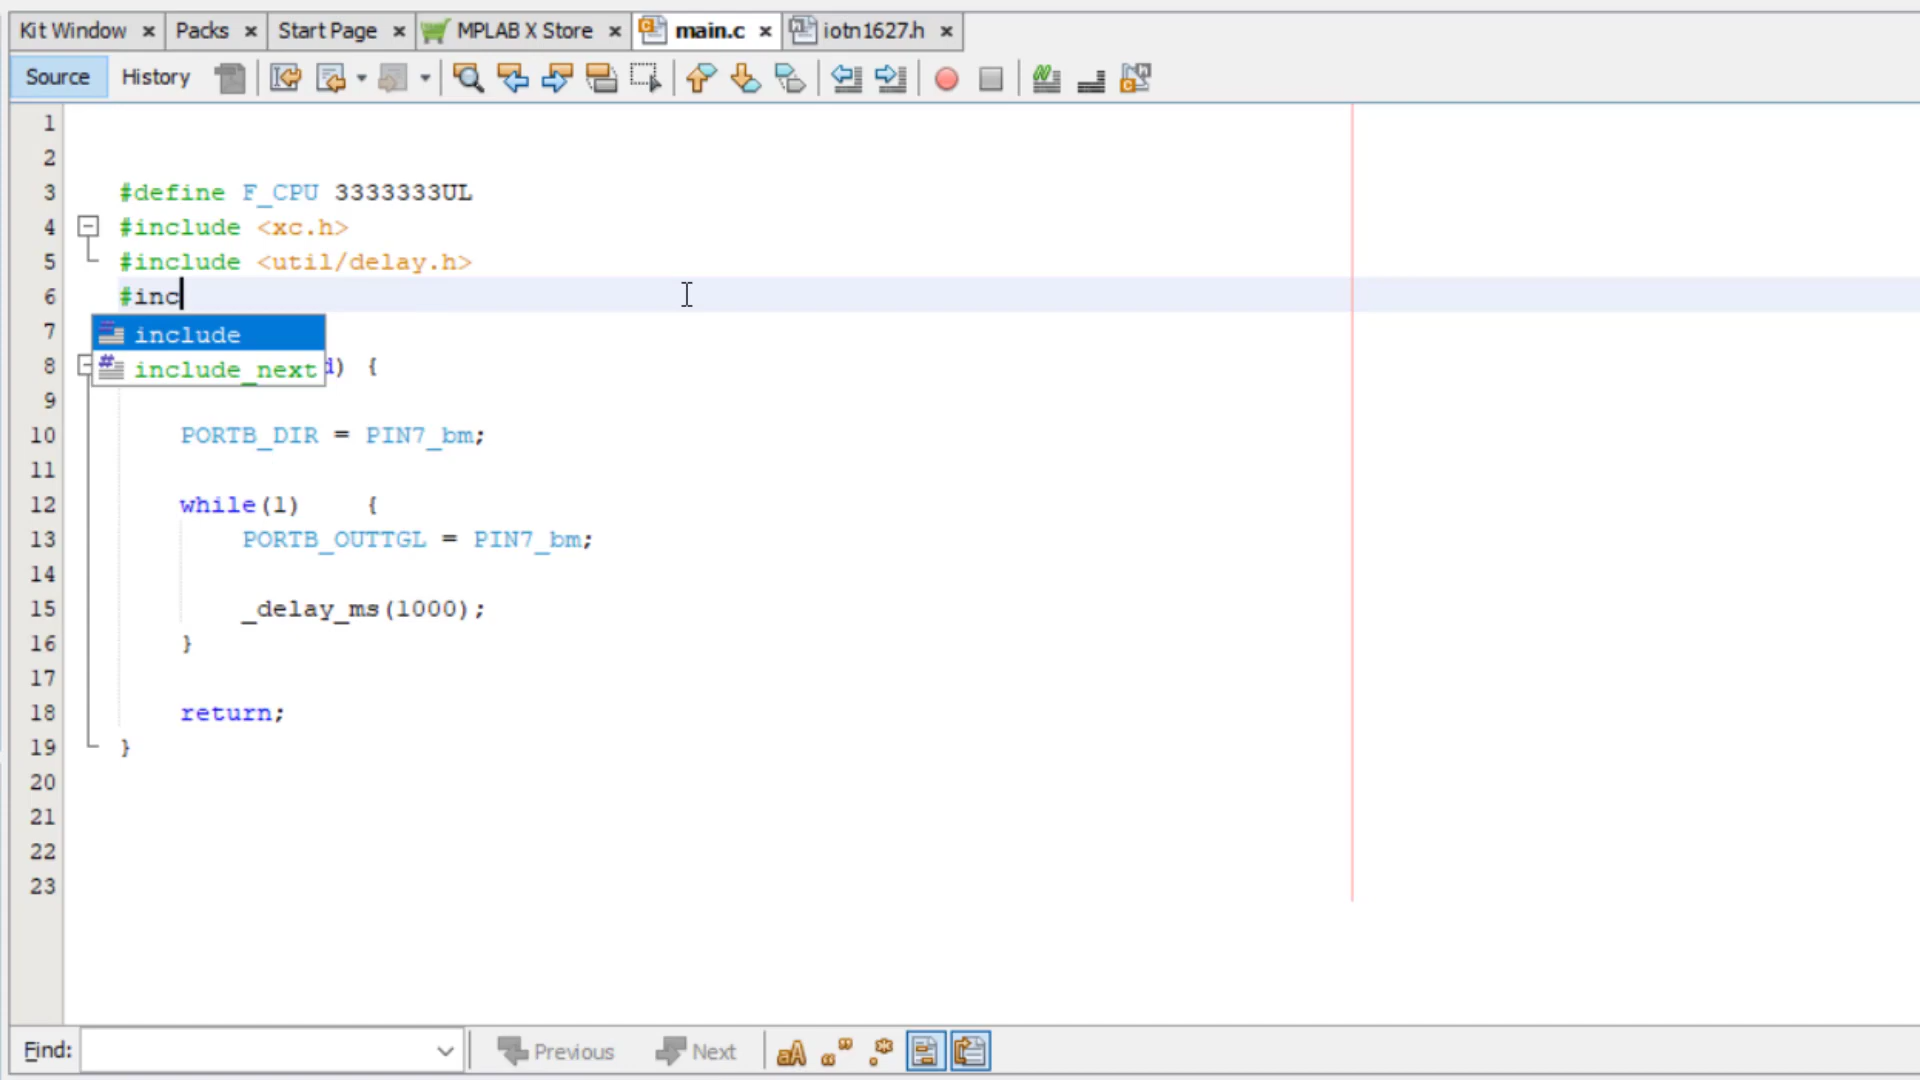 Kit Window × Packs × Start Page × MPLAB X Store × main.c × iotn1627.h ×
Source History
1
2
3 #define F_CPU 3333333UL
4 #include <xc.h>
5 #include <util/delay.h>
6 #inc
7 include
8 d) {
include_next
9
10 PORTB_DIR = PIN7_bm;
11
12 while(1) {
13 PORTB_OUTTGL = PIN7_bm;
14
15 _delay_ms(1000);
16 }
17
18 return;
19 }
20
21
22
23
Find: Previous Next